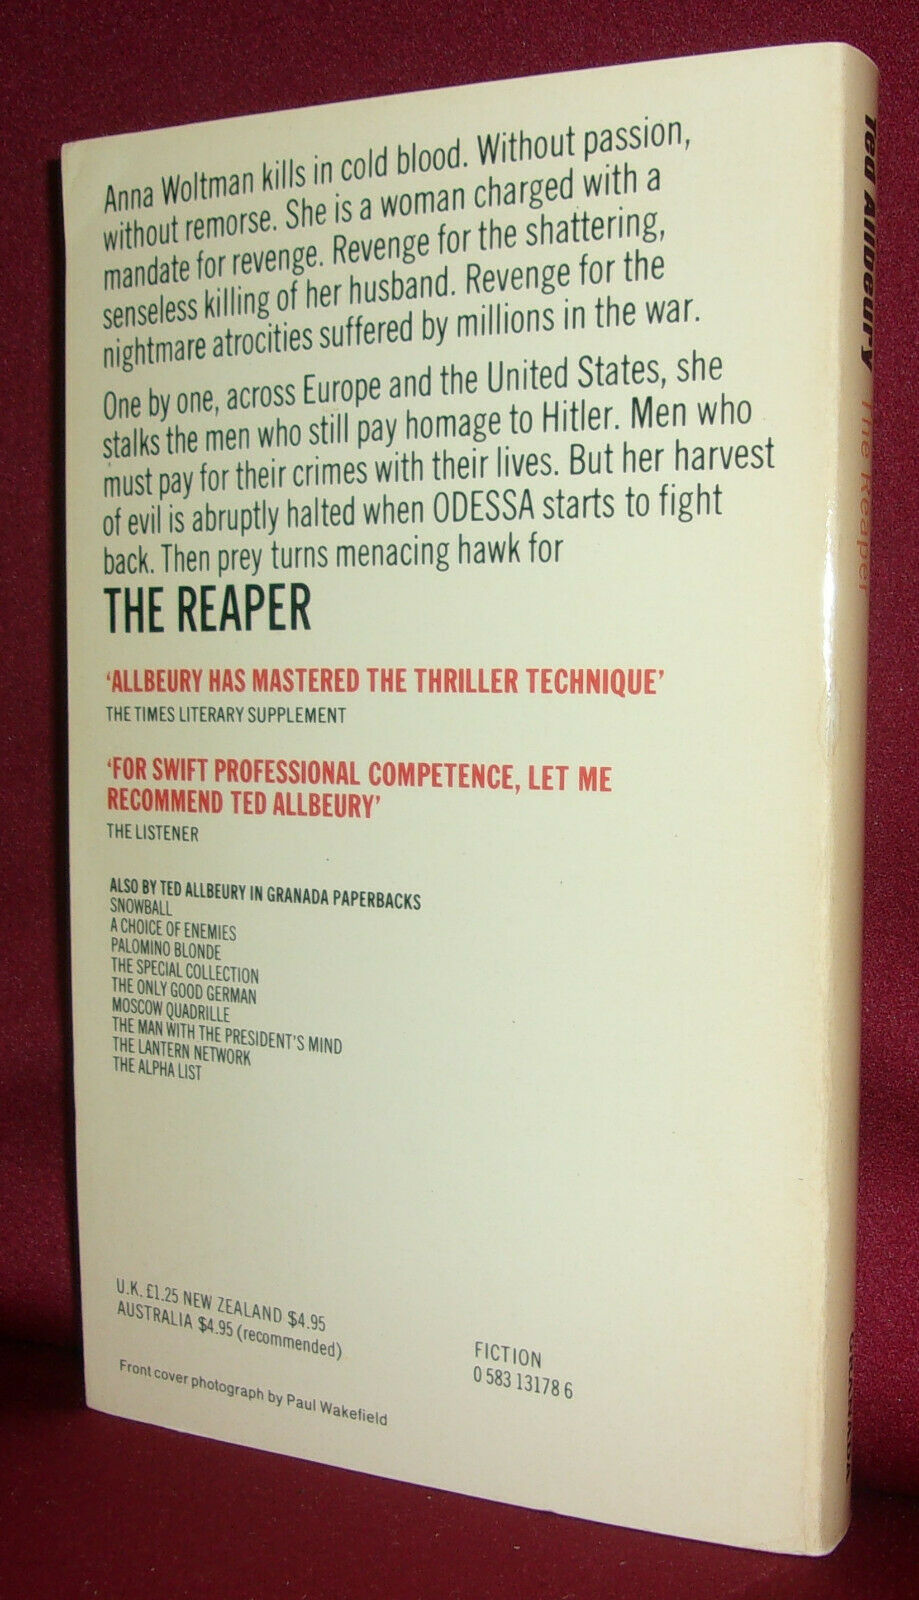 Anna Woltman kills in cold blood. Without passion,
without remorse. She is a woman charged with a
mandate for revenge. Revenge for the shattering,
senseless killing of her husband. Revenge for the
nightmare atrocities suffered by millions in the war.
One by one, across Europe and the United States, she
stalks the men who still pay homage to Hitler. Men who
must pay for their crimes with their lives. But her harvest
of evil is abruptly halted when ODESSA starts to fight
back. Then prey turns menacing hawk for
THE REAPER
‘ALLBEURY HAS MASTERED THE THRILLER TECHNIQUE’
THE TIMES LITERARY SUPPLEMENT
‘FOR SWIFT PROFESSIONAL COMPETENCE, LET ME
RECOMMEND TED ALLBEURY’
THE LISTENER
ALSO BY TED ALLBEURY IN GRANADA PAPERBACKS
SNOWBALL
A CHOICE OF ENEMIES
PALOMINO BLONDE
THE SPECIAL COLLECTION
THE ONLY GOOD GERMAN
MOSCOW QUADRILLE
THE MAN WITH THE PRESIDENT'S MIND
THE LANTERN NETWORK
THE ALPHA LIST
U.K. £1.25 NEW ZEALAND $4.95
AUSTRALIA $4.95 (recommended)
FICTION
0 583 13178 6
Front cover photograph by Paul Wakefield
Ted Allbeury The Reaper
GRANADA